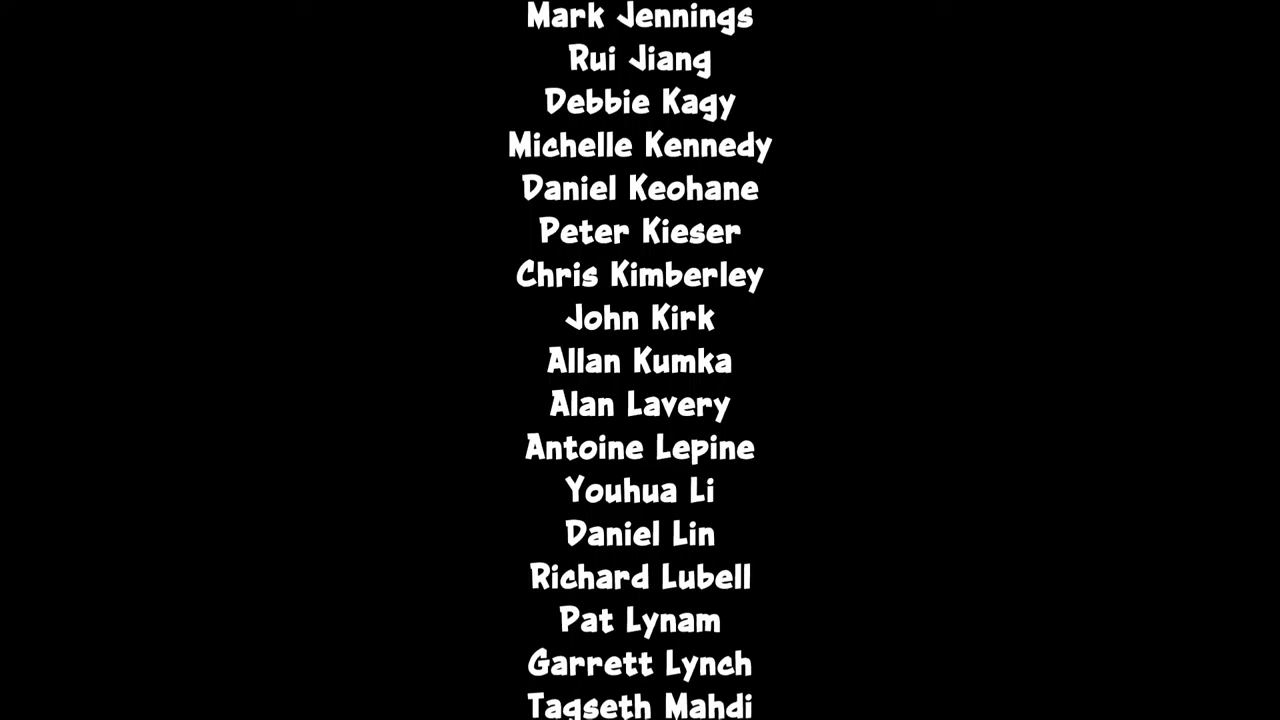 Mark Jennings
Rui Jiang
Debbie Kagy
Michelle Kennedy
Daniel Keohane
Peter Kieser
Chris Kimberley
John Kirk
Allan Kumka
Alan Lavery
Antoine Lepine
Youhua Li
Daniel Lin
Richard Lubell
Pat Lynam
Garrett Lynch
Tagseth Mahdi